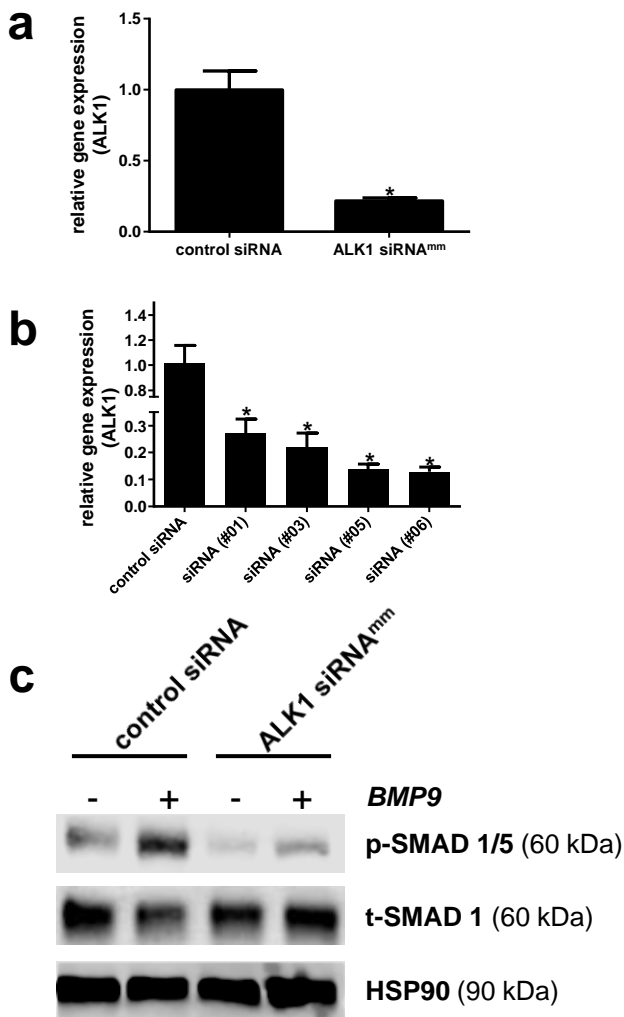 a
relative gene expression
(ALK1)
1.5
1.0
0.5
0.0
*
control siRNA
ALK1 siRNAᵐᵐ
b
relative gene expression
(ALK1)
1.4
1.2
1.0
0.8
0.3
0.2
0.1
0.0
*
*
*
*
control siRNA
siRNA (#01)
siRNA (#03)
siRNA (#05)
siRNA (#06)
c
control siRNA
ALK1 siRNAᵐᵐ
- + - + BMP9
p-SMAD 1/5 (60 kDa)
t-SMAD 1 (60 kDa)
HSP90 (90 kDa)